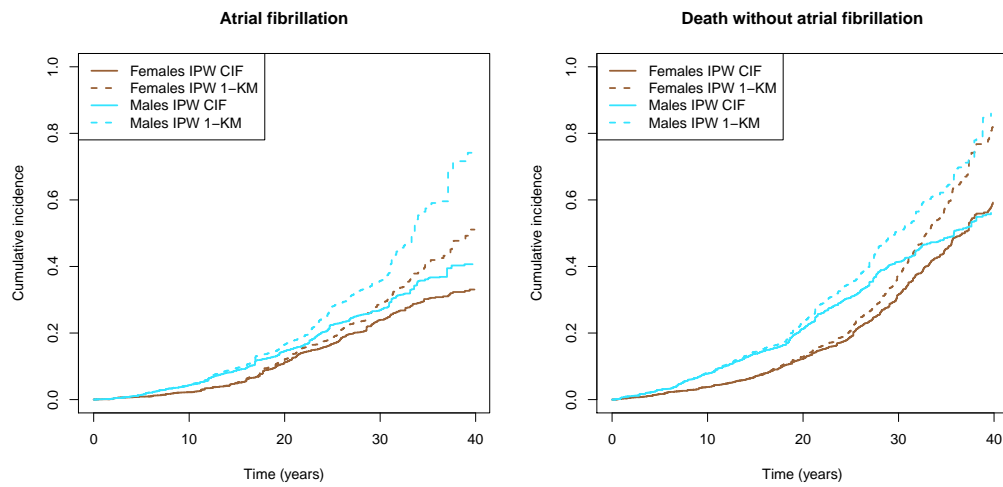 Atrial fibrillation
Females IPW CIF
Females IPW 1−KM
Males IPW CIF
Males IPW 1−KM
Cumulative incidence
0.0
0.2
0.4
0.6
0.8
1.0
0 10 20 30 40
Time (years)
Death without atrial fibrillation
Females IPW CIF
Females IPW 1−KM
Males IPW CIF
Males IPW 1−KM
Cumulative incidence
0.0
0.2
0.4
0.6
0.8
1.0
0 10 20 30 40
Time (years)